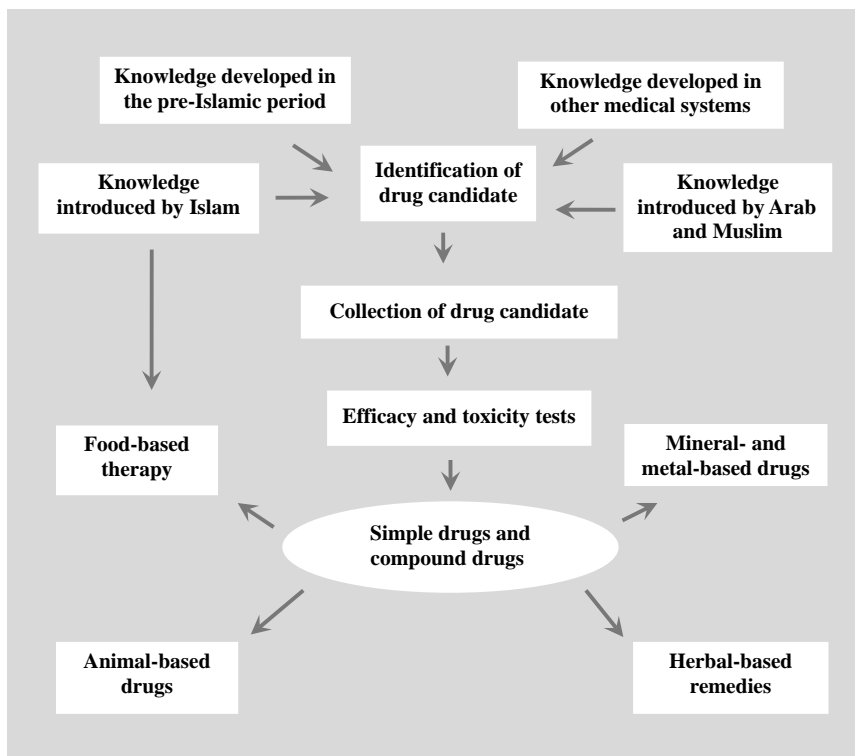 Knowledge developed in
the pre-Islamic period
Knowledge developed in
other medical systems
Knowledge
introduced by Islam
Identification of
drug candidate
Knowledge
introduced by Arab
and Muslim
Collection of drug candidate
Efficacy and toxicity tests
Food-based
therapy
Mineral- and
metal-based drugs
Simple drugs and
compound drugs
Animal-based
drugs
Herbal-based
remedies